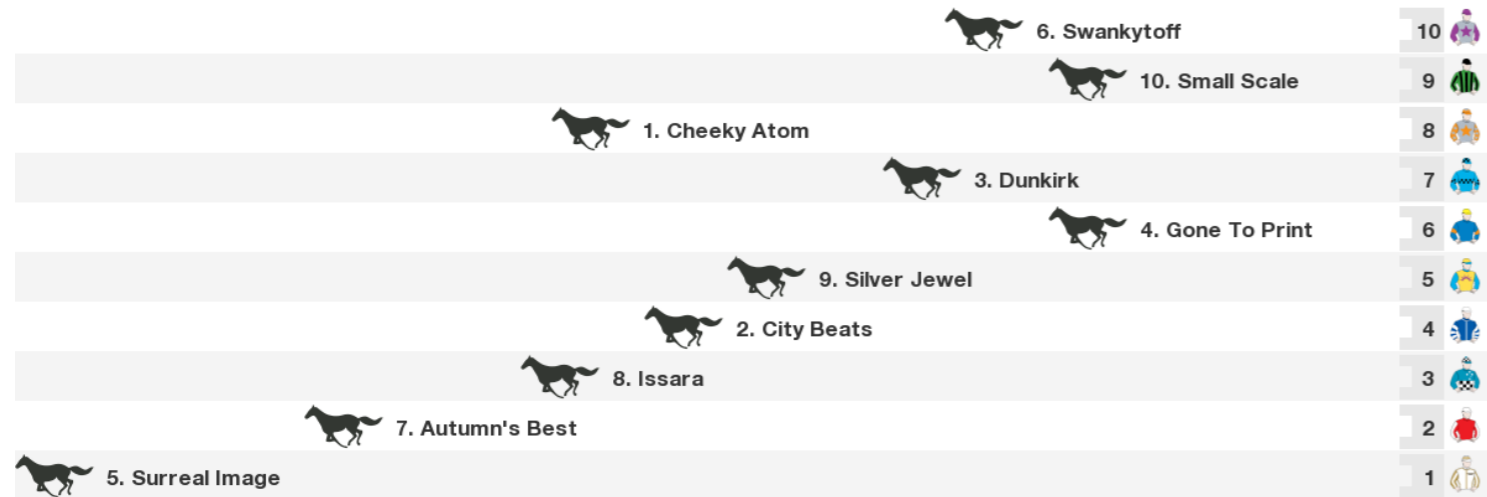 6. Swankytoff 10
10. Small Scale 9
1. Cheeky Atom 8
3. Dunkirk 7
4. Gone To Print 6
9. Silver Jewel 5
2. City Beats 4
8. Issara 3
7. Autumn's Best 2
5. Surreal Image 1